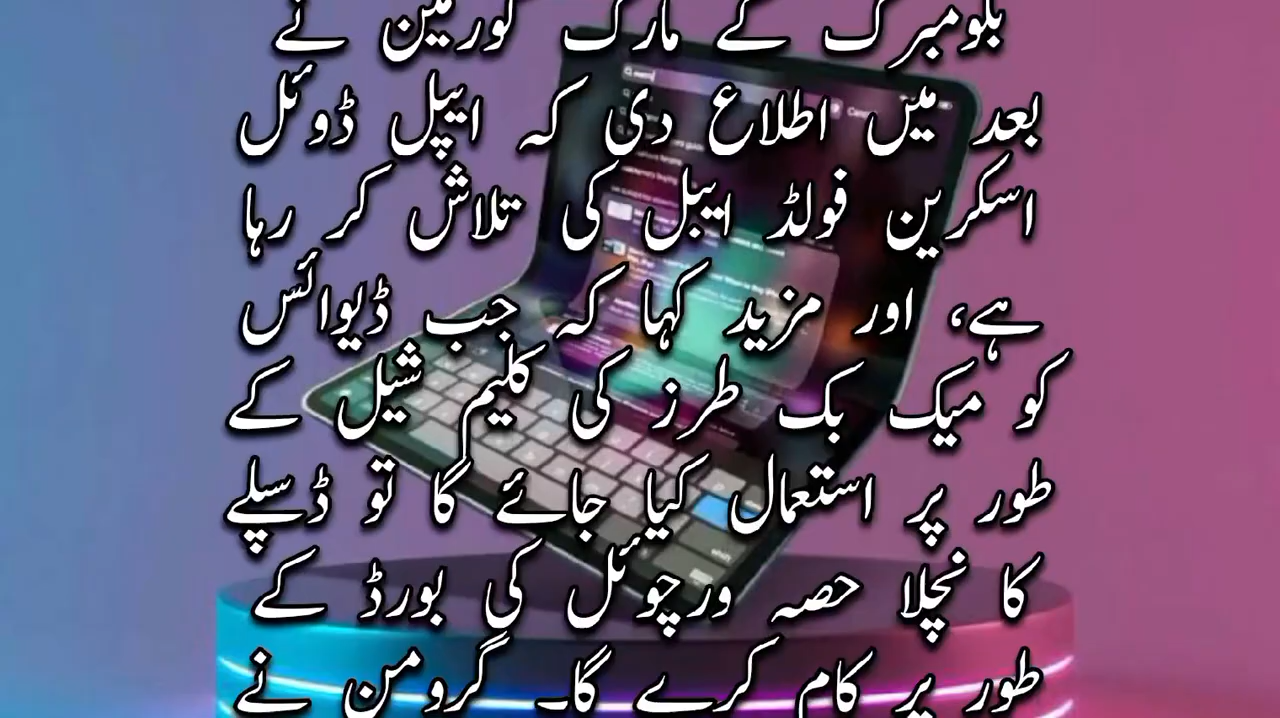 بلومبرگ کے مارک گورمین نے
بعد میں اطلاع دی کہ ایپل ڈوئل
اسکرین فولڈ ایبل کی تلاش کر رہا
ہے، اور مزید کہا کہ جب ڈیوائس
کو میک بک طرز کی کلیم شیل کے
طور پر استعمال کیا جائے گا تو ڈسپلے
کا نچلا حصہ ورچوئل کی بورڈ کے
طور پر کام کرے گا۔ گرومن نے